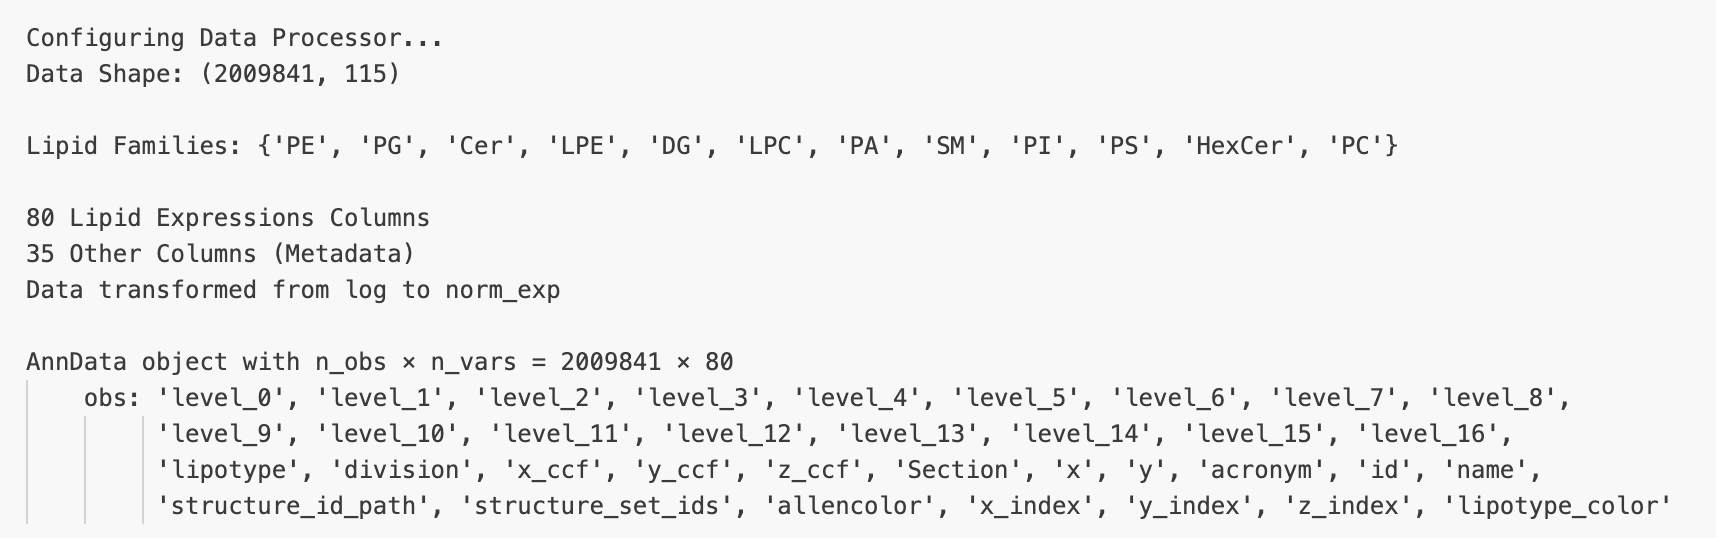 Configuring Data Processor...
Data Shape: (2009841, 115)
Lipid Families: {'PE', 'PG', 'Cer', 'LPE', 'DG', 'LPC', 'PA', 'SM', 'PI', 'PS', 'HexCer', 'PC'}
80 Lipid Expressions Columns
35 Other Columns (Metadata)
Data transformed from log to norm_exp
AnnData object with n_obs × n_vars = 2009841 × 80
obs: 'level_0', 'level_1', 'level_2', 'level_3', 'level_4', 'level_5', 'level_6', 'level_7', 'level_8',
'level_9', 'level_10', 'level_11', 'level_12', 'level_13', 'level_14', 'level_15', 'level_16',
'lipotype', 'division', 'x_ccf', 'y_ccf', 'z_ccf', 'Section', 'x', 'y', 'acronym', 'id', 'name',
'structure_id_path', 'structure_set_ids', 'allencolor', 'x_index', 'y_index', 'z_index', 'lipotype_color'